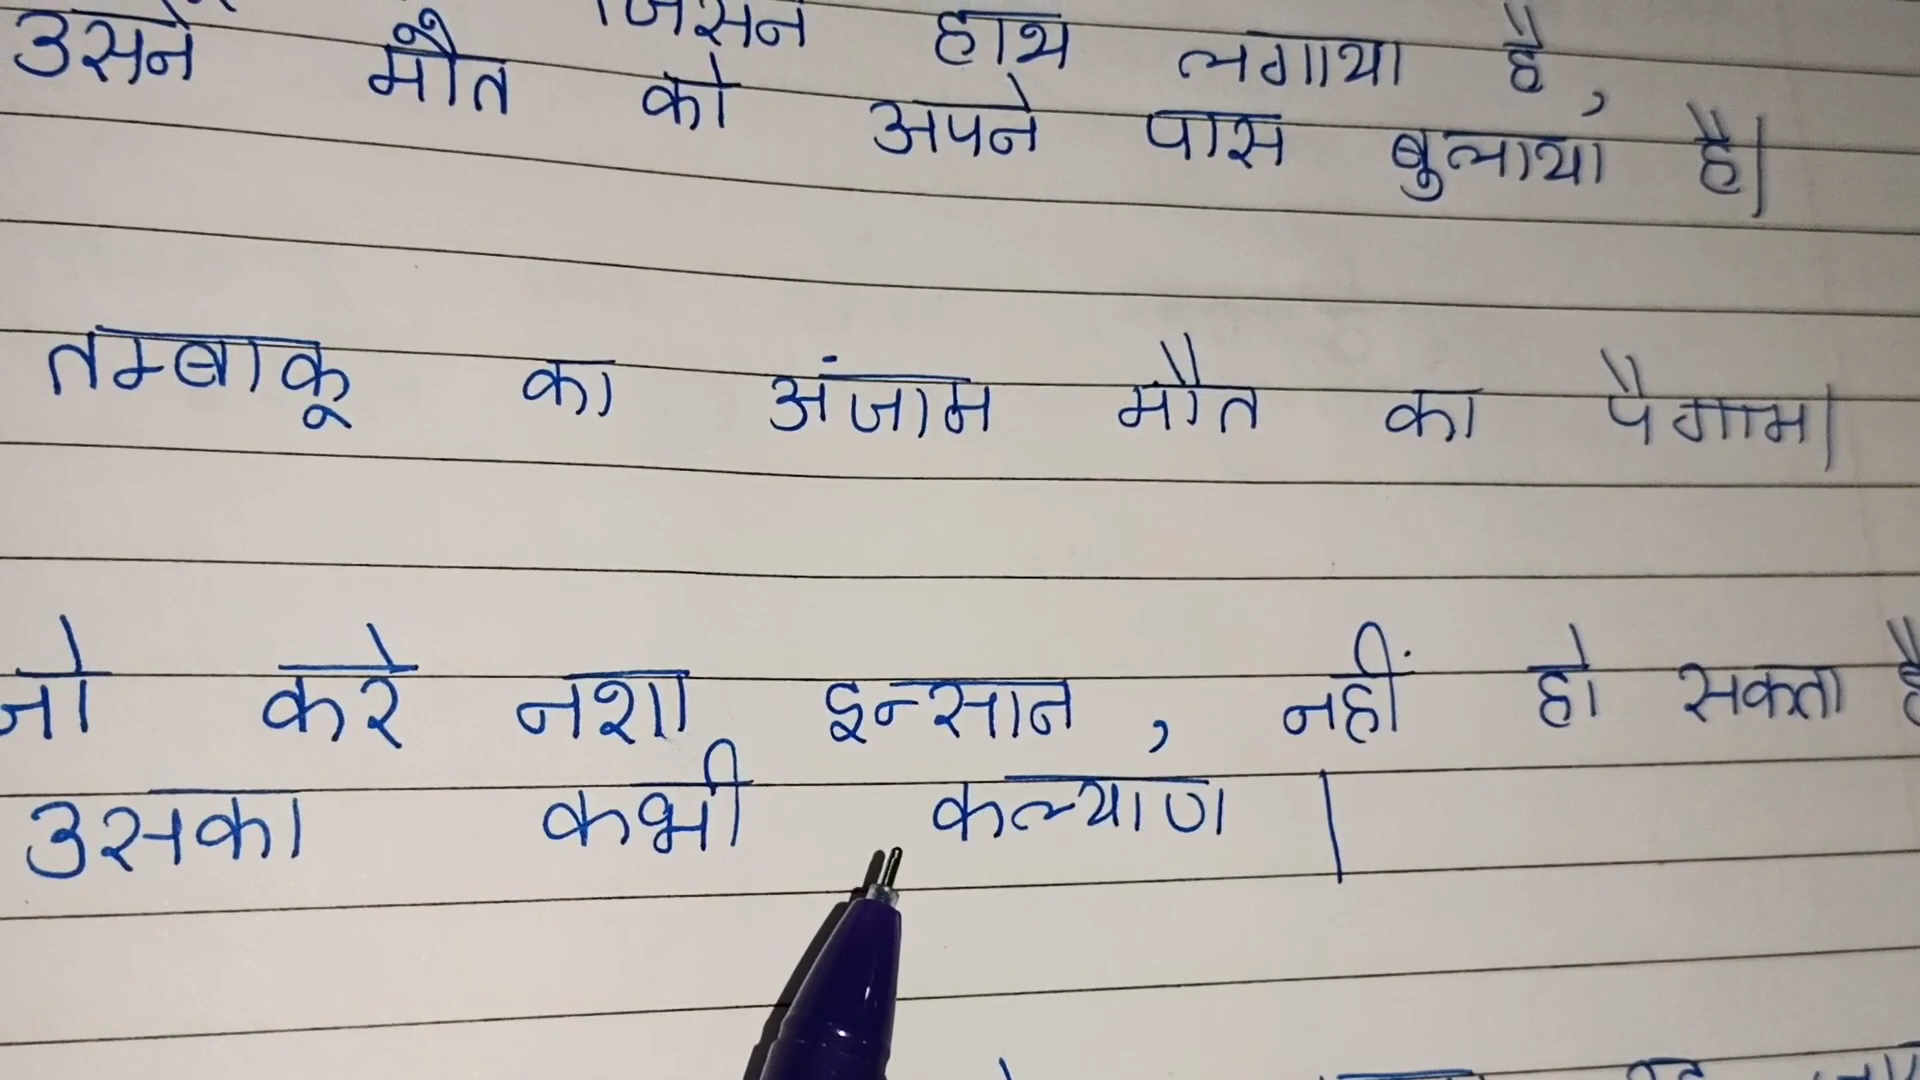 जिसने हाथ लगाया है,
उसने मौत को अपने पास बुलाया है।
तम्बाकू का अंजाम मौत का पैगाम।
जो करे नशा इन्सान, नहीं हो सकता है
उसका कभी कल्याण।